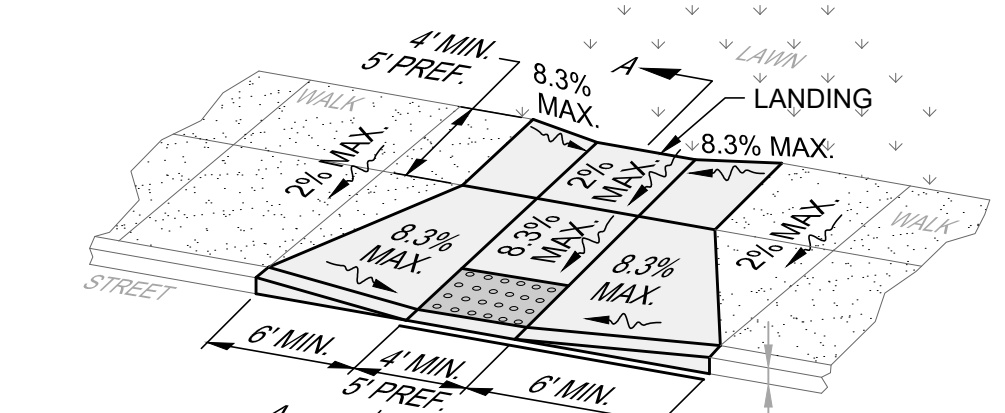 4' MIN.
5' PREF.
8.3%
MAX.
A
LAWN
LANDING
8.3% MAX.
WALK
2% MAX.
2%
MAX.
8.3%
MAX.
8.3%
MAX.
8.3%
MAX.
2% MAX.
WALK
STREET
6' MIN.
4' MIN.
5' PREF.
6' MIN.